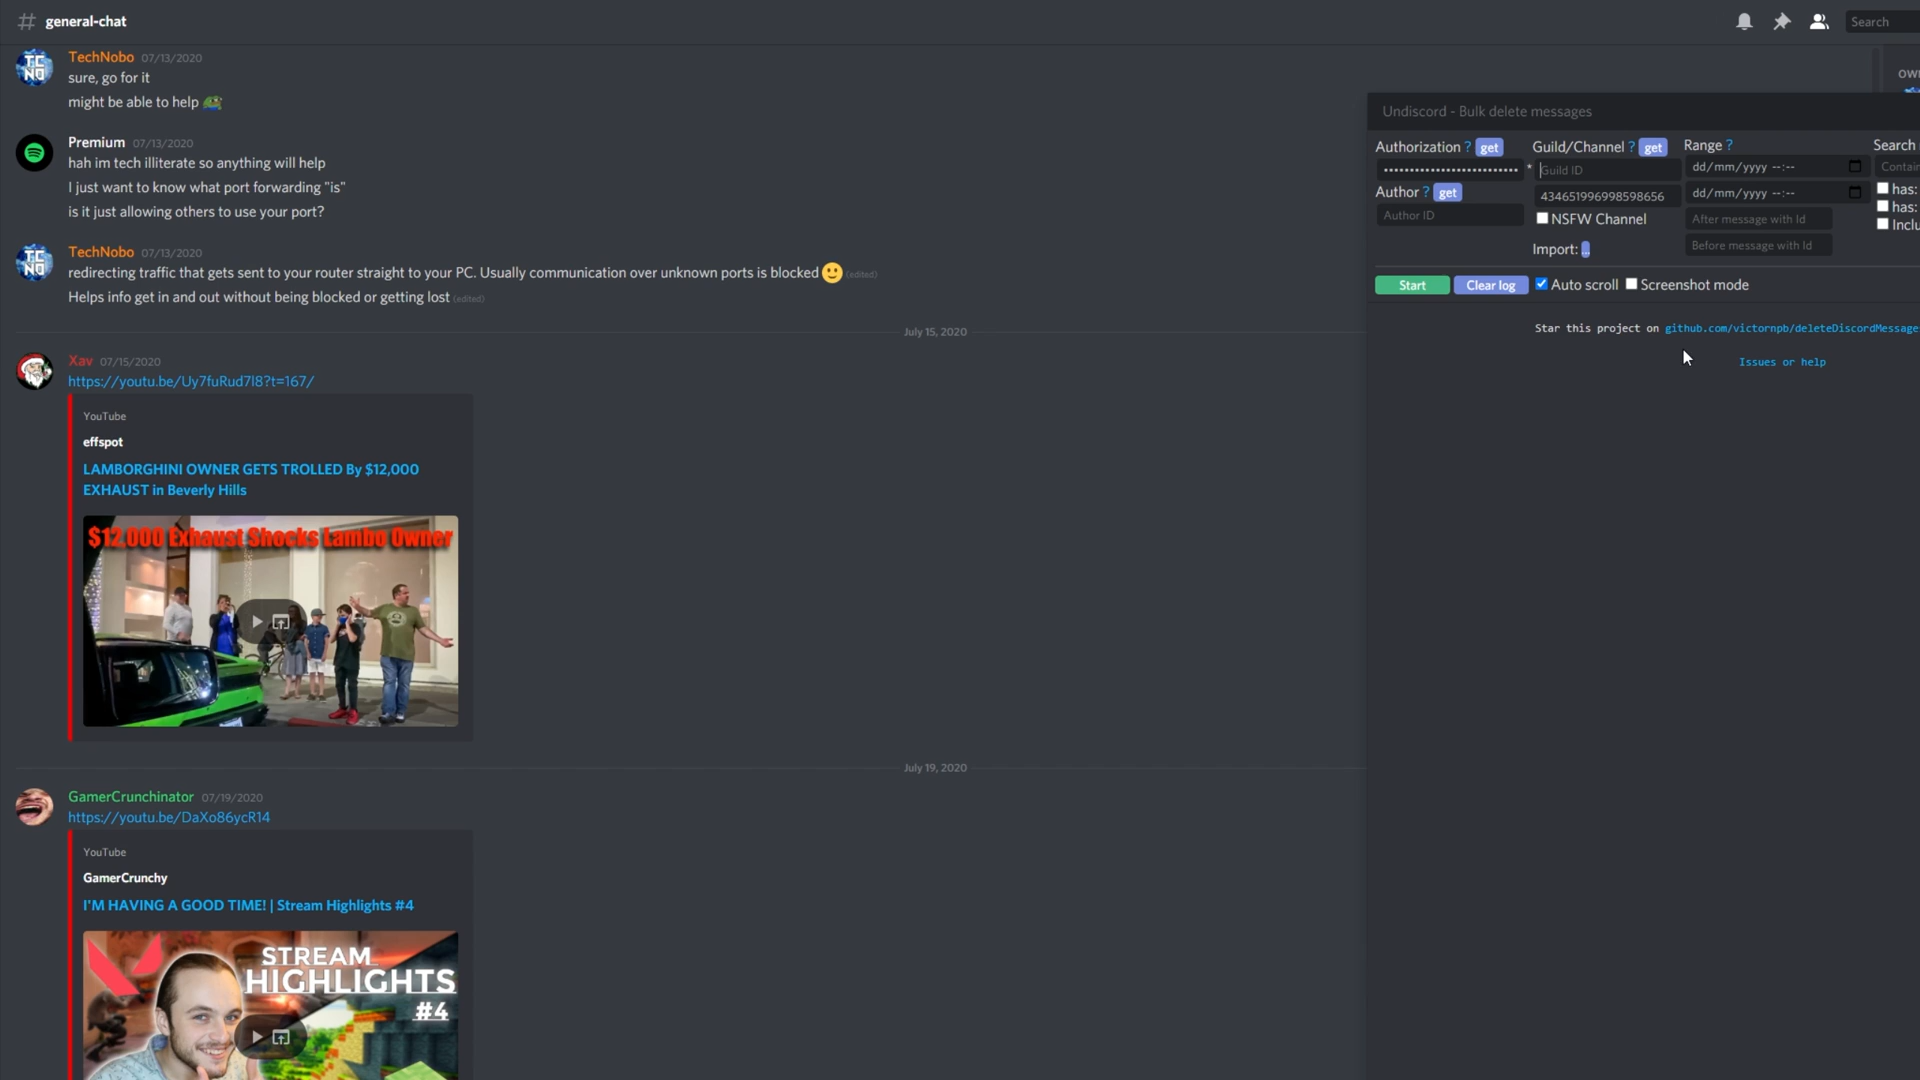 # general-chat
Search
TC
NO
TechNobo 07/13/2020
sure, go for it
might be able to help
Premium 07/13/2020
hah im tech illiterate so anything will help
I just want to know what port forwarding "is"
is it just allowing others to use your port?
TC
NO
TechNobo 07/13/2020
redirecting traffic that gets sent to your router straight to your PC. Usually communication over unknown ports is blocked (edited)
Helps info get in and out without being blocked or getting lost (edited)
July 15, 2020
Xav 07/15/2020
https://youtu.be/Uy7fuRud7I8?t=167/
YouTube
effspot
LAMBORGHINI OWNER GETS TROLLED By $12,000
EXHAUST in Beverly Hills
$12,000 Exhaust Shocks Lambo Owner
July 19, 2020
GamerCrunchinator 07/19/2020
https://youtu.be/DaXo86ycR14
YouTube
GamerCrunchy
I'M HAVING A GOOD TIME! | Stream Highlights #4
STREAM
HIGHLIGHTS
#4
OWN
Undiscord - Bulk delete messages
Authorization ? get Guild/Channel ? get Range ? Search
•••••••••••••••••••••••••••• * Guild ID dd/mm/yyyy --:-- Contain
Author ? get 434651996998598656 dd/mm/yyyy --:-- has:
Author ID NSFW Channel After message with Id has:
Import: ... Before message with Id Inclu
Start Clear log Auto scroll Screenshot mode
Star this project on github.com/victornpb/deleteDiscordMessages
Issues or help